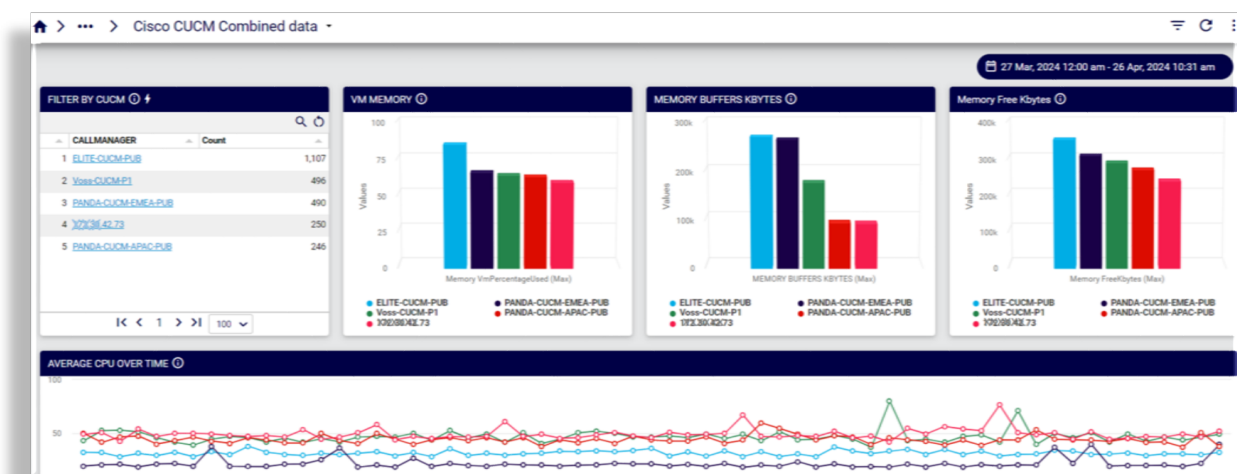 Cisco CUCM Combined data
27 Mar, 2024 12:00 am - 26 Apr, 2024 10:31 am
FILTER BY CUCM
CALLMANAGER Count
1 ELITE-CUCM-PUB 1,107
2 Voss-CUCM-P1 496
3 PANDA-CUCM-EMEA-PUB 490
4 42.73 250
5 PANDA-CUCM-APAC-PUB 246
1 100
VM MEMORY
100
75
50
25
0
Values
Memory VmPercentageUsed (Max)
ELITE-CUCM-PUB PANDA-CUCM-EMEA-PUB
Voss-CUCM-P1 PANDA-CUCM-APAC-PUB
.73
MEMORY BUFFERS KBYTES
300k
200k
100k
0
Values
MEMORY BUFFERS KBYTES (Max)
ELITE-CUCM-PUB PANDA-CUCM-EMEA-PUB
Voss-CUCM-P1 PANDA-CUCM-APAC-PUB
.73
Memory Free Kbytes
400k
300k
200k
100k
0
Values
Memory FreeKbytes (Max)
ELITE-CUCM-PUB PANDA-CUCM-EMEA-PUB
Voss-CUCM-P1 PANDA-CUCM-APAC-PUB
.73
AVERAGE CPU OVER TIME
100
50